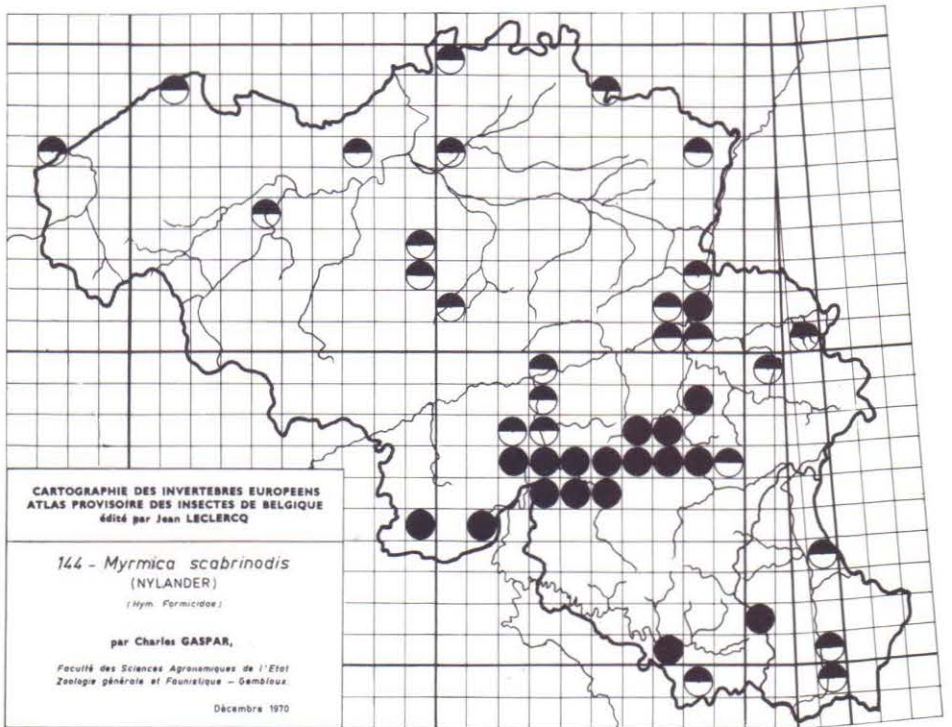 CARTOGRAPHIE DES INVERTEBRES EUROPEENS
ATLAS PROVISOIRE DES INSECTES DE BELGIQUE
édité par Jean LECLERCQ
144 - Myrmica scabrinodis
(NYLANDER)
(Hym. Formicidae)
par Charles GASPAR,
Faculté des Sciences Agronomiques de l'Etat
Zoologie générale et Faunistique - Gembloux.
Décembre 1970